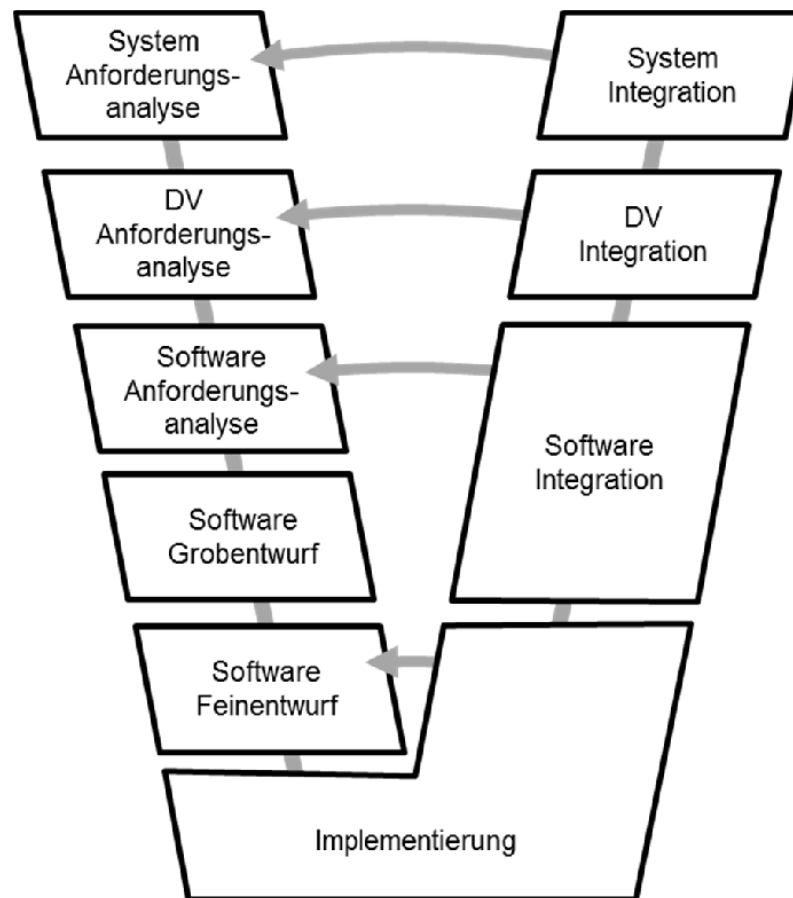 System
Anforderungs-
analyse
System
Integration
DV
Anforderungs-
analyse
DV
Integration
Software
Anforderungs-
analyse
Software
Integration
Software
Grobentwurf
Software
Feinentwurf
Implementierung